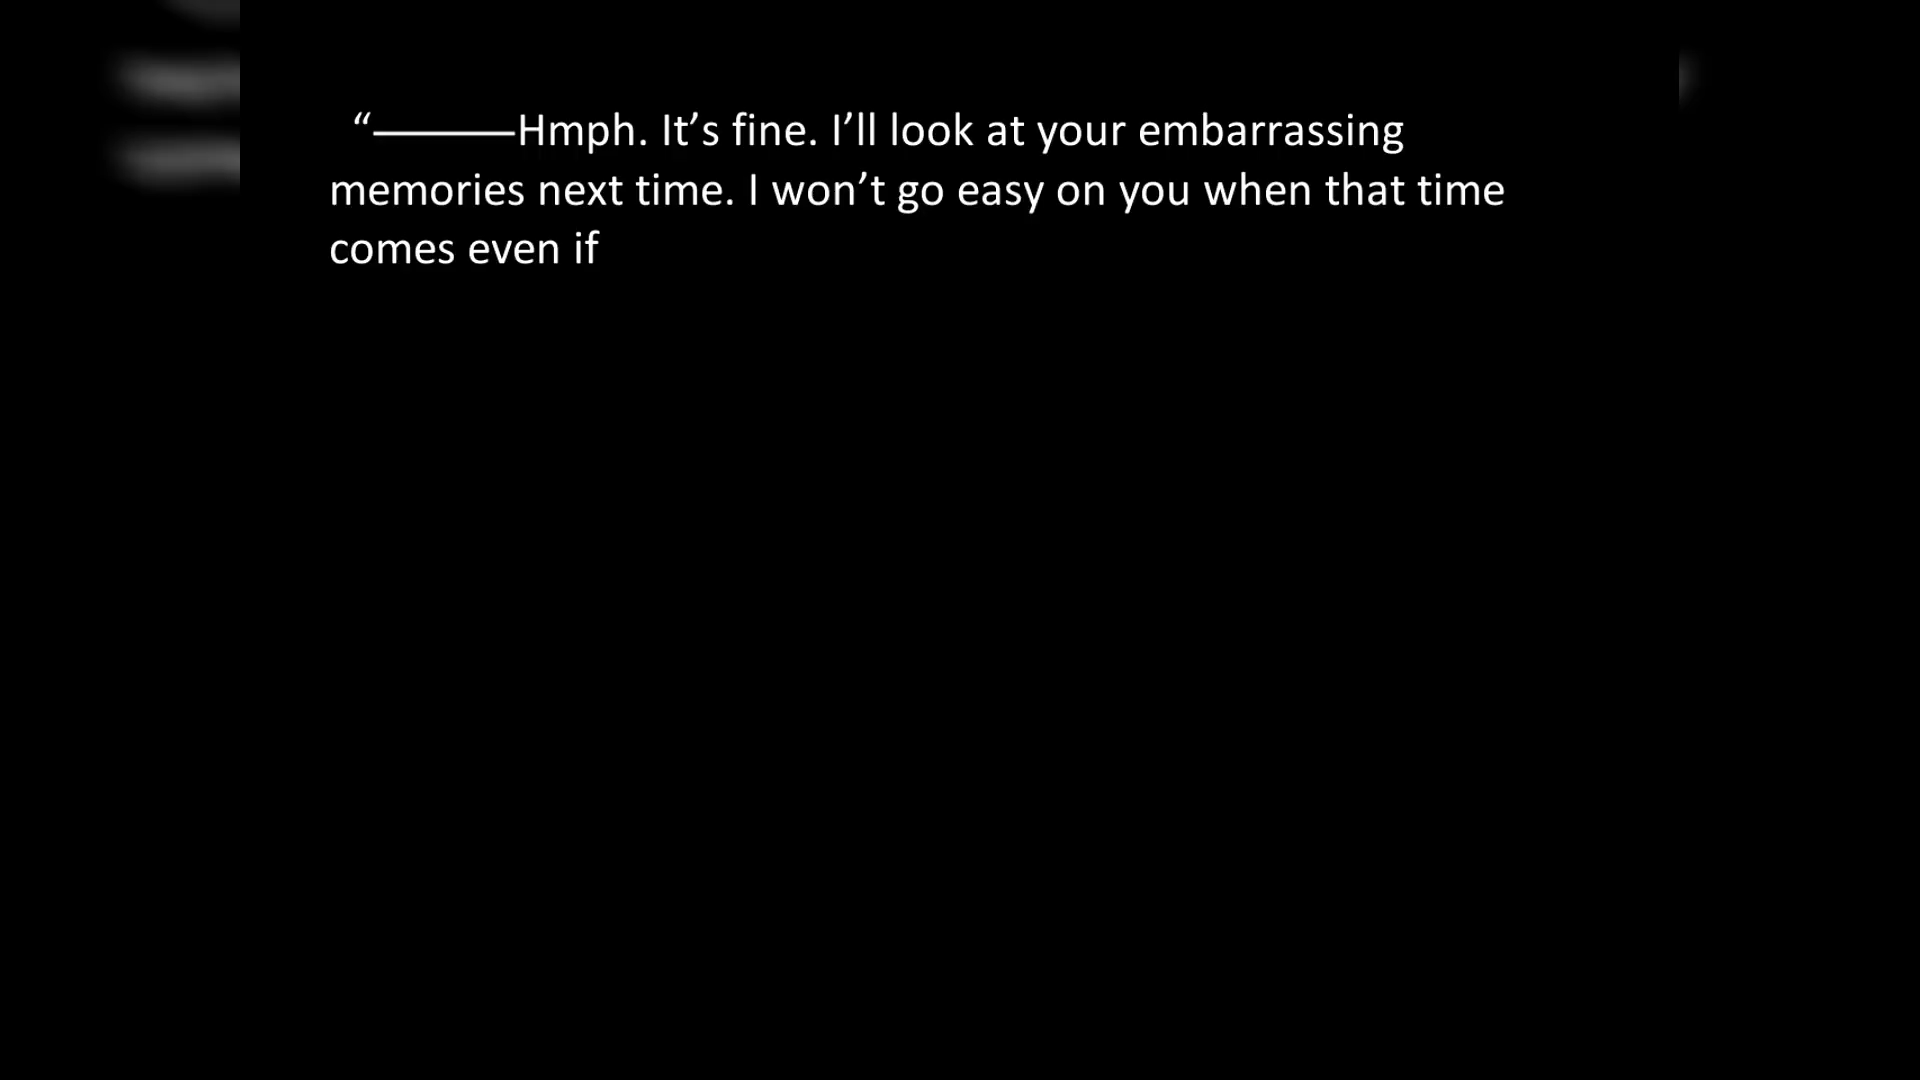 “―――Hmph. It’s fine. I’ll look at your embarrassing
memories next time. I won’t go easy on you when that time
comes even if